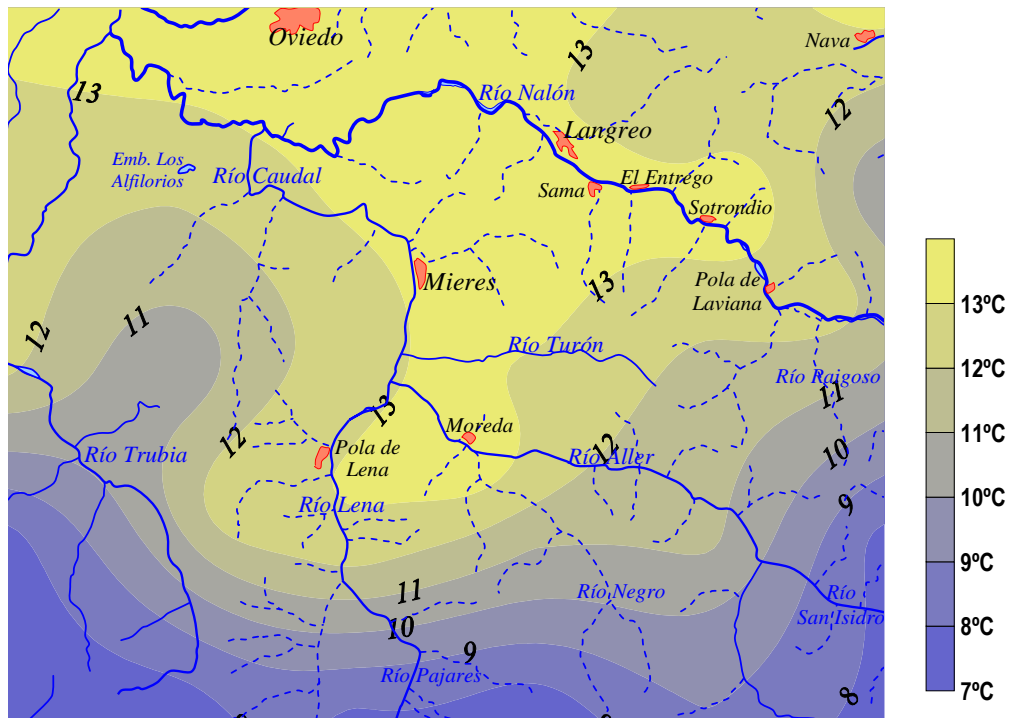 Oviedo
Nava
13
13
Río Nalón
12
Langreo
Emb. Los
Alfilorios
Río Caudal
El Entrego
Sama
Sotrondio
Mieres
13
Pola de
Laviana
13ºC
11
12
Río Turón
12ºC
Río Raigoso
11
13
Moreda
11ºC
12
Pola de
Lena
12
Río Aller
10
Río Trubia
10ºC
Río Lena
9
9ºC
11
Río Negro
Río
San Isidro
10
8ºC
9
Río Pajares
8
7ºC